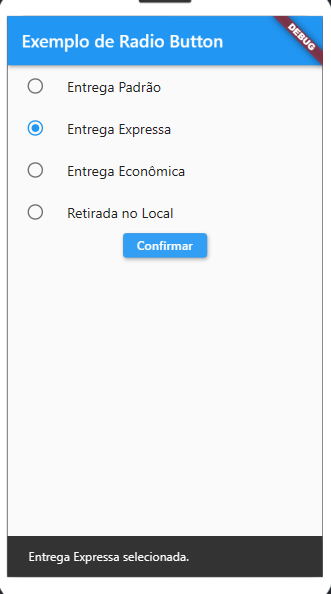 Exemplo de Radio Button
DEBUG
Entrega Padrão
Entrega Expressa
Entrega Econômica
Retirada no Local
Confirmar
Entrega Expressa selecionada.